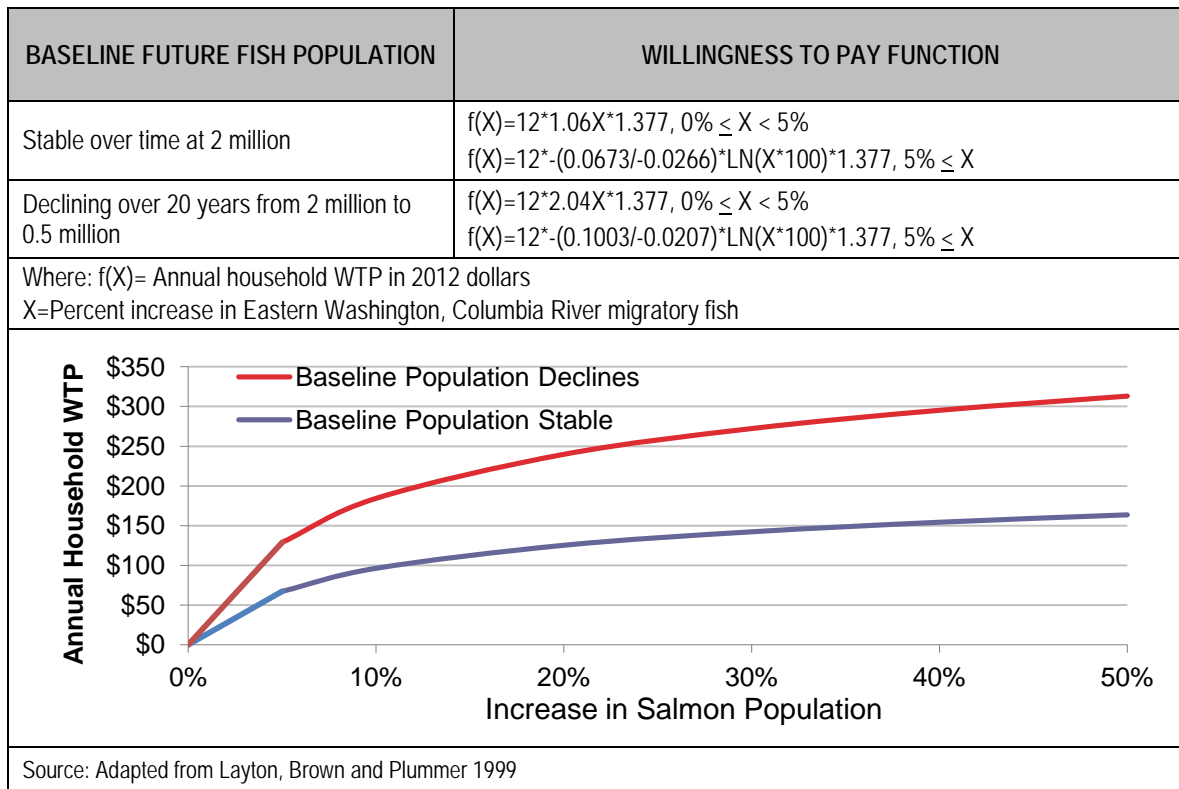 BASELINE FUTURE FISH POPULATION
WILLINGNESS TO PAY FUNCTION
Stable over time at 2 million
f(X)=12*1.06X*1.377, 0% ≤ X < 5%
f(X)=12*-(0.0673/-0.0266)*LN(X*100)*1.377, 5% ≤ X
Declining over 20 years from 2 million to
0.5 million
f(X)=12*2.04X*1.377, 0% ≤ X < 5%
f(X)=12*-(0.1003/-0.0207)*LN(X*100)*1.377, 5% ≤ X
Where: f(X)= Annual household WTP in 2012 dollars
X=Percent increase in Eastern Washington, Columbia River migratory fish
Annual Household WTP
$350
$300
$250
$200
$150
$100
$50
$0
Baseline Population Declines
Baseline Population Stable
0%
10%
20%
30%
40%
50%
Increase in Salmon Population
Source: Adapted from Layton, Brown and Plummer 1999